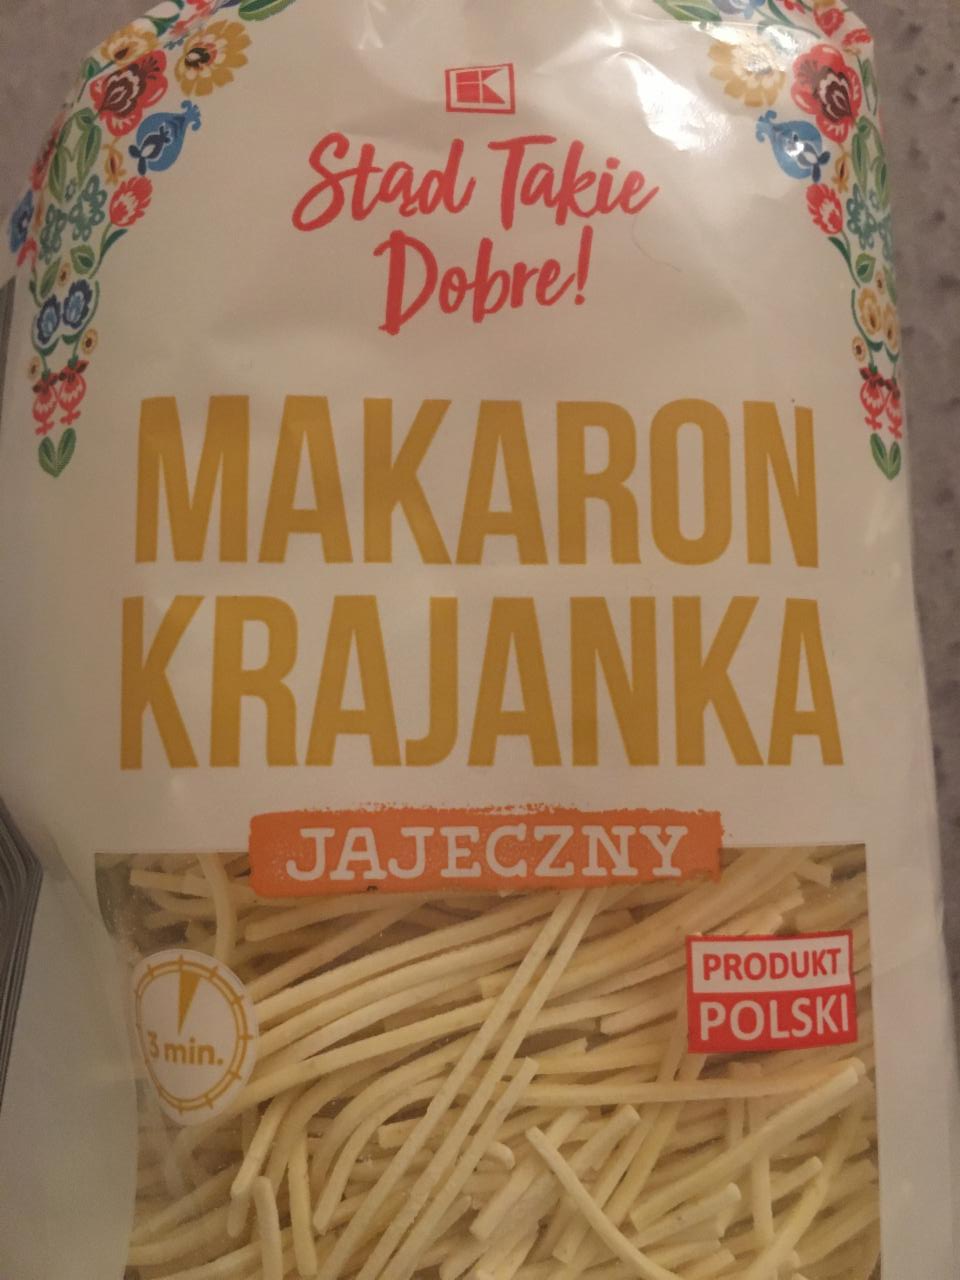 K
Stąd Takie
Dobre!
MAKARON
KRAJANKA
JAJECZNY
3 min.
PRODUKT
POLSKI